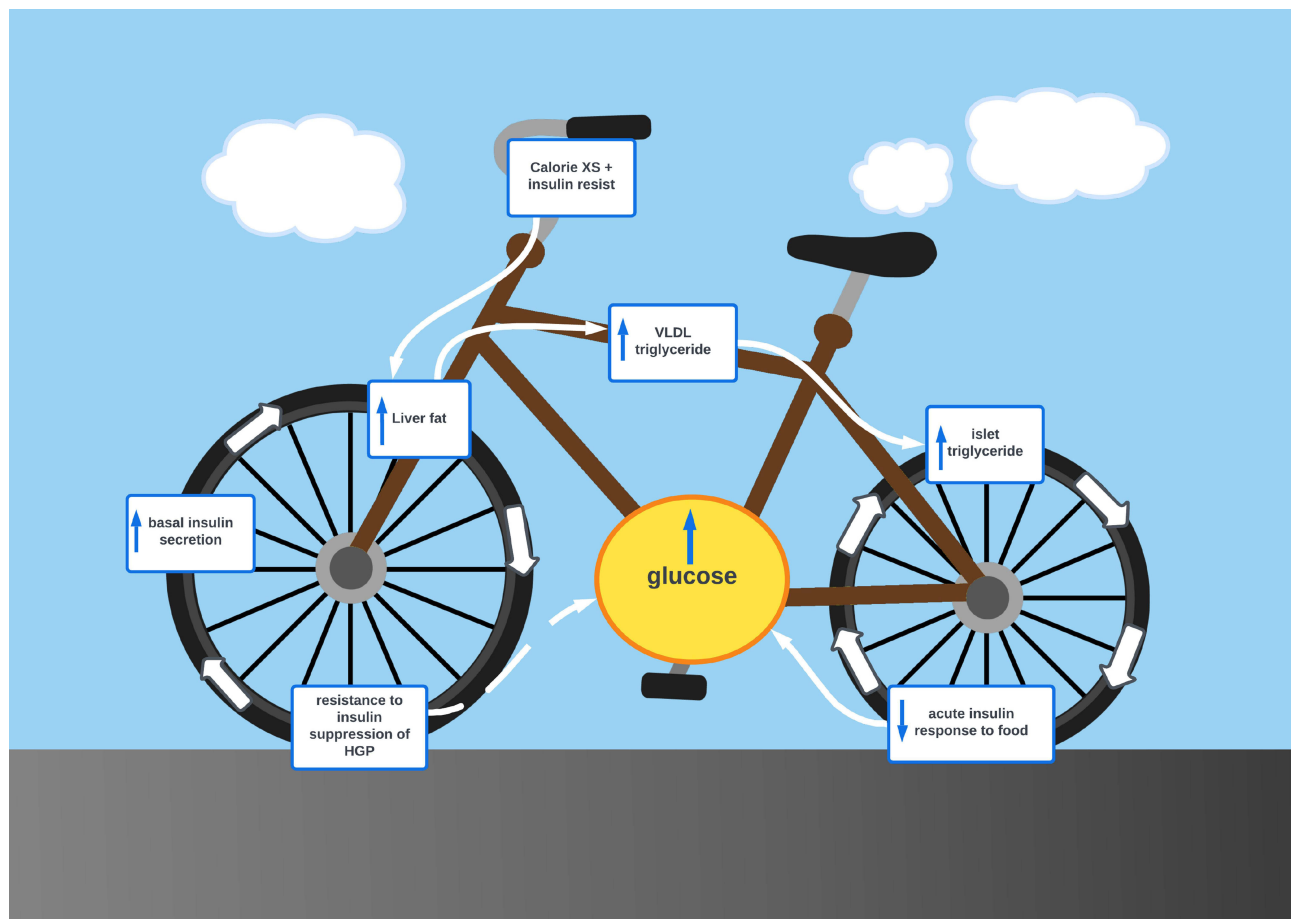 Calorie XS +
insulin resist
VLDL
triglyceride
Liver fat
islet
triglyceride
basal insulin
secretion
glucose
resistance to
insulin
suppression of
HGP
acute insulin
response to food